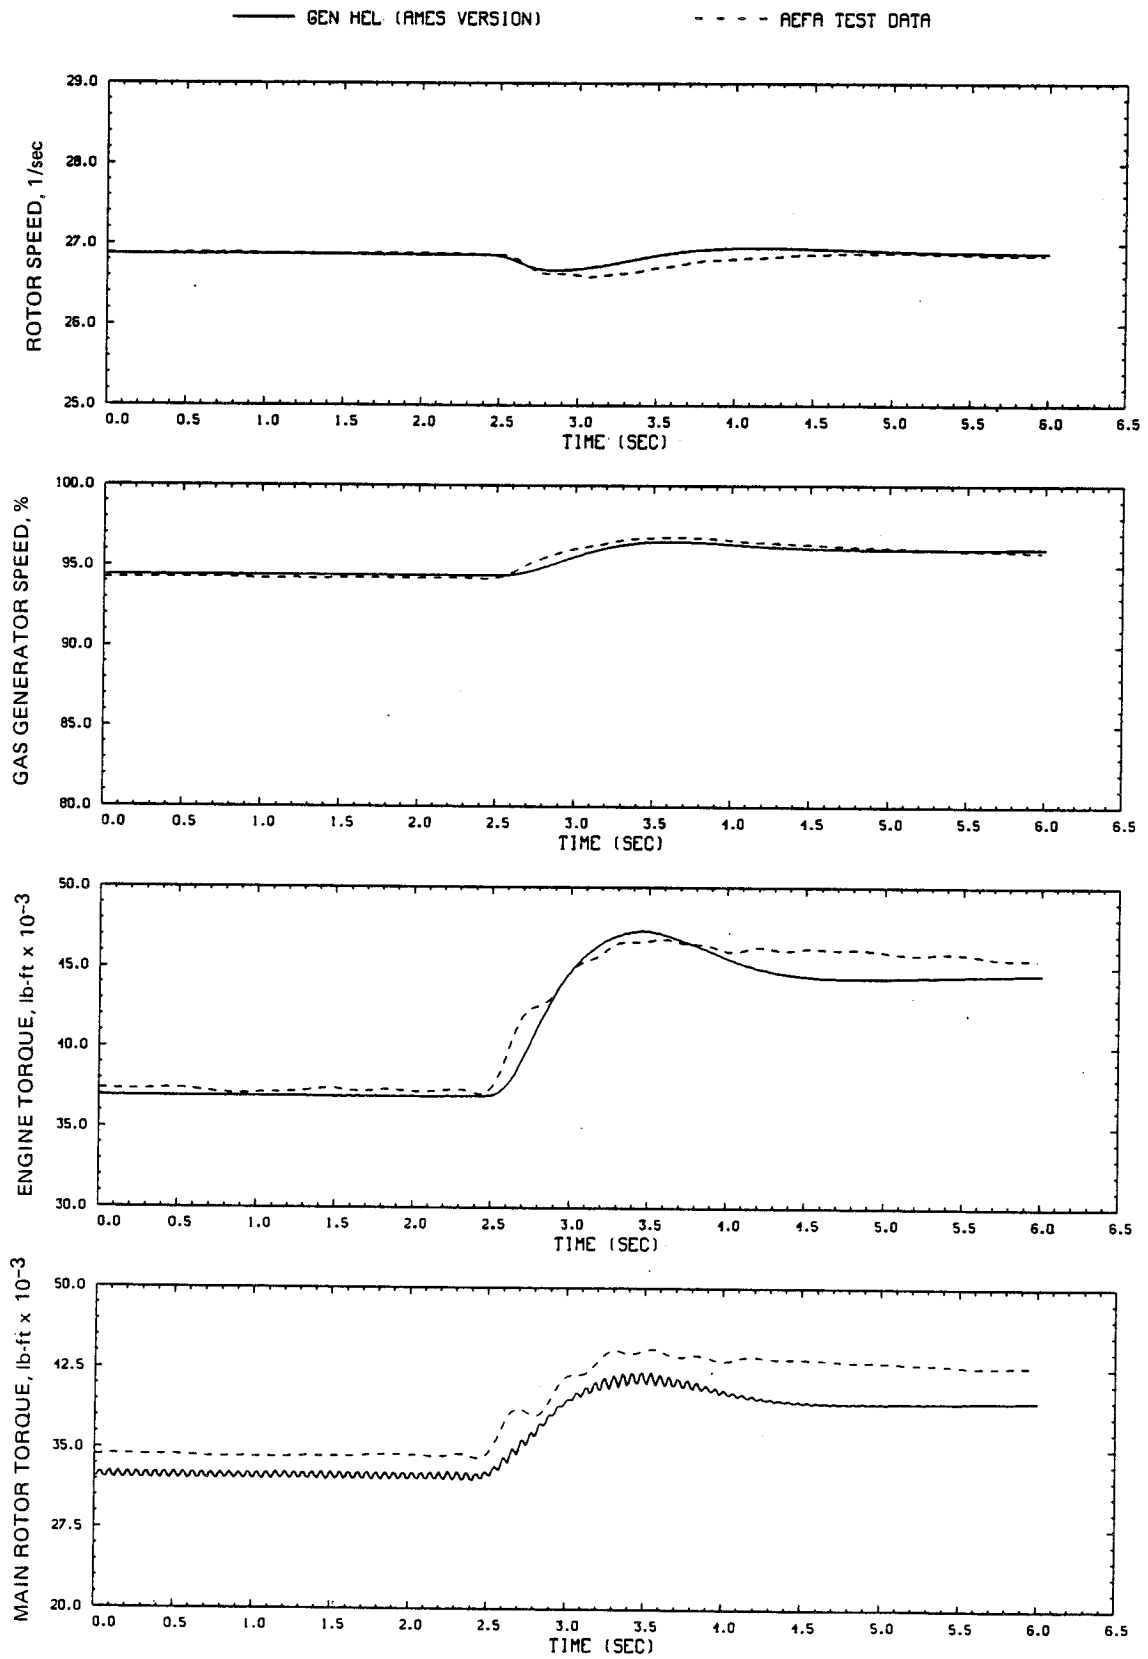 GEN HEL (AMES VERSION)
AEFA TEST DATA
ROTOR SPEED, 1/sec
29.0
28.0
27.0
26.0
25.0
0.0 0.5 1.0 1.5 2.0 2.5 3.0 3.5 4.0 4.5 5.0 5.5 6.0 6.5
TIME (SEC)
GAS GENERATOR SPEED, %
100.0
95.0
90.0
85.0
80.0
0.0 0.5 1.0 1.5 2.0 2.5 3.0 3.5 4.0 4.5 5.0 5.5 6.0 6.5
TIME (SEC)
ENGINE TORQUE, lb-ft x 10⁻³
50.0
45.0
40.0
35.0
30.0
0.0 0.5 1.0 1.5 2.0 2.5 3.0 3.5 4.0 4.5 5.0 5.5 6.0 6.5
TIME (SEC)
MAIN ROTOR TORQUE, lb-ft x 10⁻³
50.0
42.5
35.0
27.5
20.0
0.0 0.5 1.0 1.5 2.0 2.5 3.0 3.5 4.0 4.5 5.0 5.5 6.0 6.5
TIME (SEC)